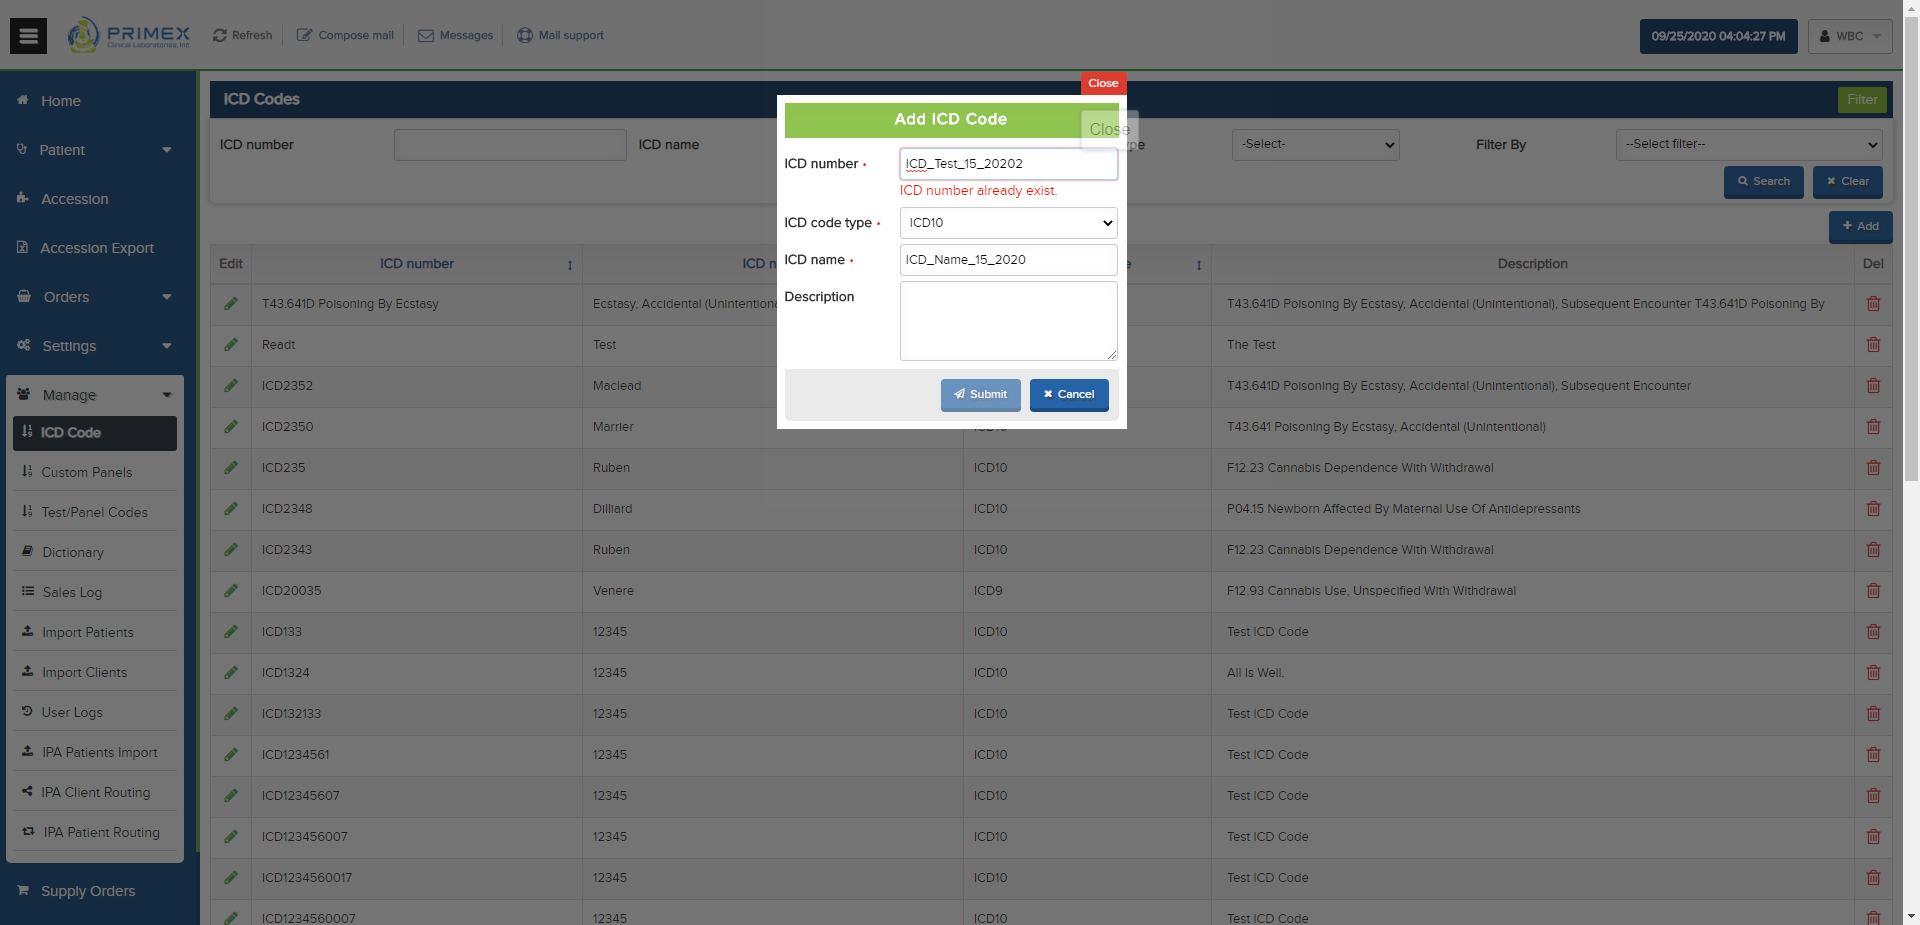 PRIMEX
Clinical Laboratories, Inc.
Refresh
Compose mail
Messages
Mail support
09/25/2020 04:04:27 PM
WBC
Home
Patient
Accession
Accession Export
Orders
Settings
Manage
ICD Code
Custom Panels
Test/Panel Codes
Dictionary
Sales Log
Import Patients
Import Clients
User Logs
IPA Patients Import
IPA Client Routing
IPA Patient Routing
Supply Orders
ICD Codes
Filter
ICD number
ICD name
-Select-
Filter By
--Select filter--
Search
Clear
Add
Close
Close
Add ICD Code
ICD number •
ICD_Test_15_20202
ICD number already exist.
ICD code type •
ICD10
ICD name •
ICD_Name_15_2020
Description
Submit
Cancel
Edit ICD number Description Del
T43.641D Poisoning By Ecstasy Ecstasy, Accidental T43.641D Poisoning By Ecstasy, Accidental (Unintentional), Subsequent Encounter T43.641D Poisoning By
Readt Test The Test
ICD2352 Maclead T43.641D Poisoning By Ecstasy, Accidental (Unintentional), Subsequent Encounter
ICD2350 Marrier ICD10 T43.641 Poisoning By Ecstasy, Accidental (Unintentional)
ICD235 Ruben ICD10 F12.23 Cannabis Dependence With Withdrawal
ICD2348 Dilliard ICD10 P04.15 Newborn Affected By Maternal Use Of Antidepressants
ICD2343 Ruben ICD10 F12.23 Cannabis Dependence With Withdrawal
ICD20035 Venere ICD9 F12.93 Cannabis Use, Unspecified With Withdrawal
ICD133 12345 ICD10 Test ICD Code
ICD1324 12345 ICD10 All Is Well.
ICD132133 12345 ICD10 Test ICD Code
ICD1234561 12345 ICD10 Test ICD Code
ICD12345607 12345 ICD10 Test ICD Code
ICD123456007 12345 ICD10 Test ICD Code
ICD1234560017 12345 ICD10 Test ICD Code
ICD1234560007 12345 ICD10 Test ICD Code